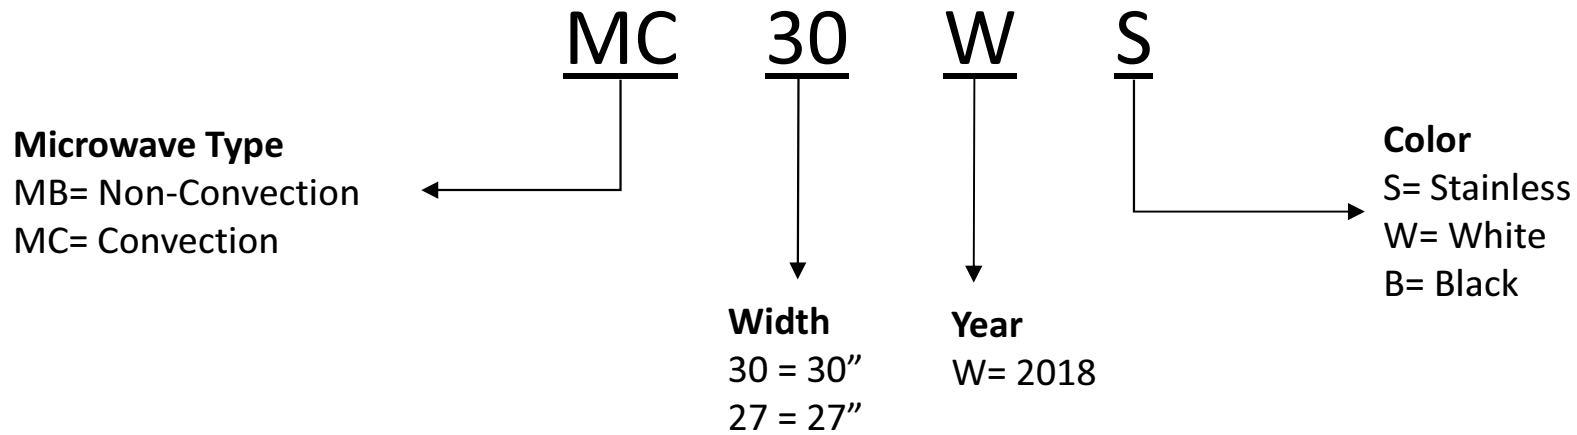 MC 30 W S
Microwave Type
MB= Non-Convection
MC= Convection
Width
30 = 30”
27 = 27”
Year
W= 2018
Color
S= Stainless
W= White
B= Black